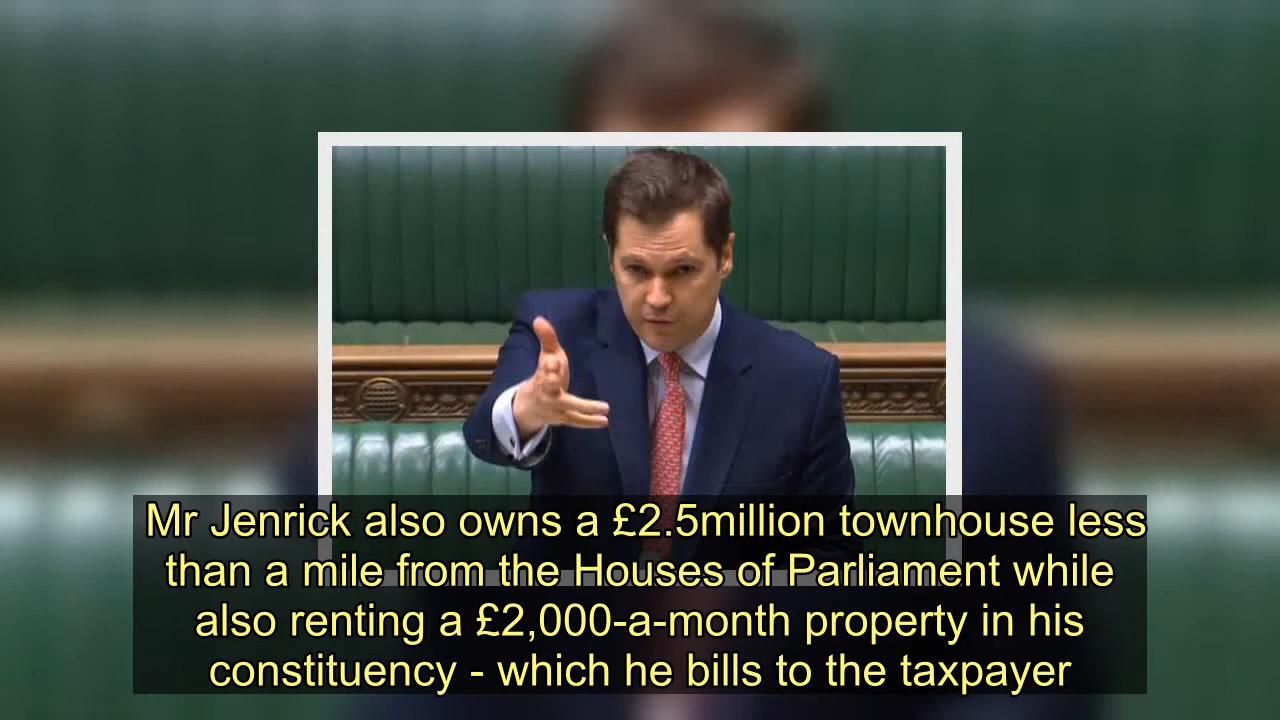 Mr Jenrick also owns a £2.5million townhouse less
than a mile from the Houses of Parliament while
also renting a £2,000-a-month property in his
constituency - which he bills to the taxpayer